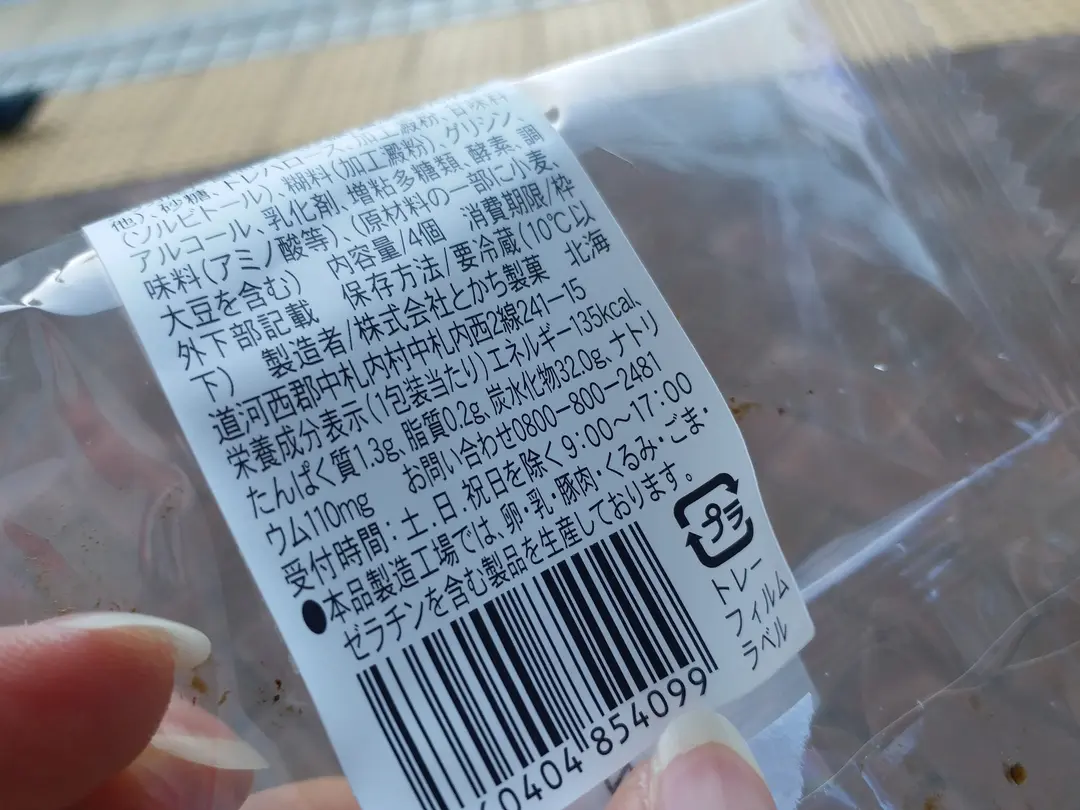 他)、砂糖、トレハロース、加工澱粉、甘味料
(ソルビトール)、糊料(加工澱粉)、グリシン、
アルコール、乳化剤、増粘多糖類、酵素、調
味料(アミノ酸等)、(原材料の一部に小麦、
大豆を含む) 内容量/4個 消費期限/枠
外下部記載 保存方法/要冷蔵(10℃以
下) 製造者/株式会社とかち製菓 北海
道河西郡中札内村中札内西2線241-15
栄養成分表示(1包装当たり)エネルギー135kcal、
たんぱく質1.3g、脂質0.2g、炭水化物32.0g、ナトリ
ウム110mg お問い合わせ0800-800-2481
受付時間:土、日、祝日を除く9:00~17:00
●本品製造工場では、卵・乳・豚肉・くるみ・ごま・
ゼラチンを含む製品を生産しております。
プラ
トレー
フィルム
ラベル
60404 854099